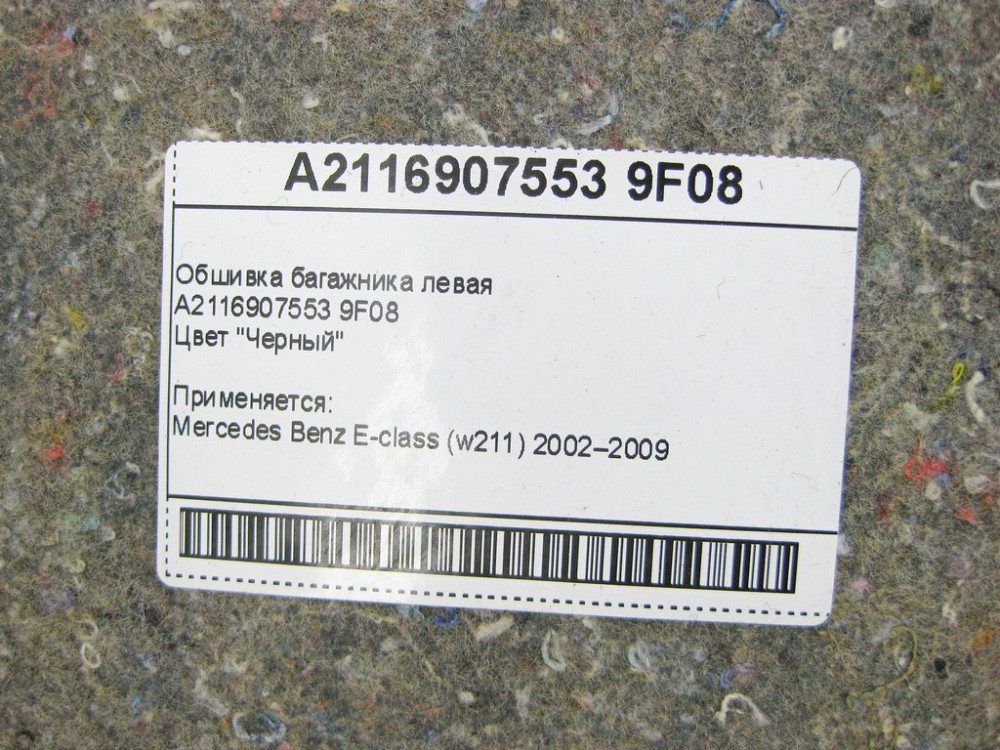 A2116907553 9F08
Обшивка багажника левая
A2116907553 9F08
Цвет "Черный"
Применяется:
Mercedes Benz E-class (w211) 2002–2009